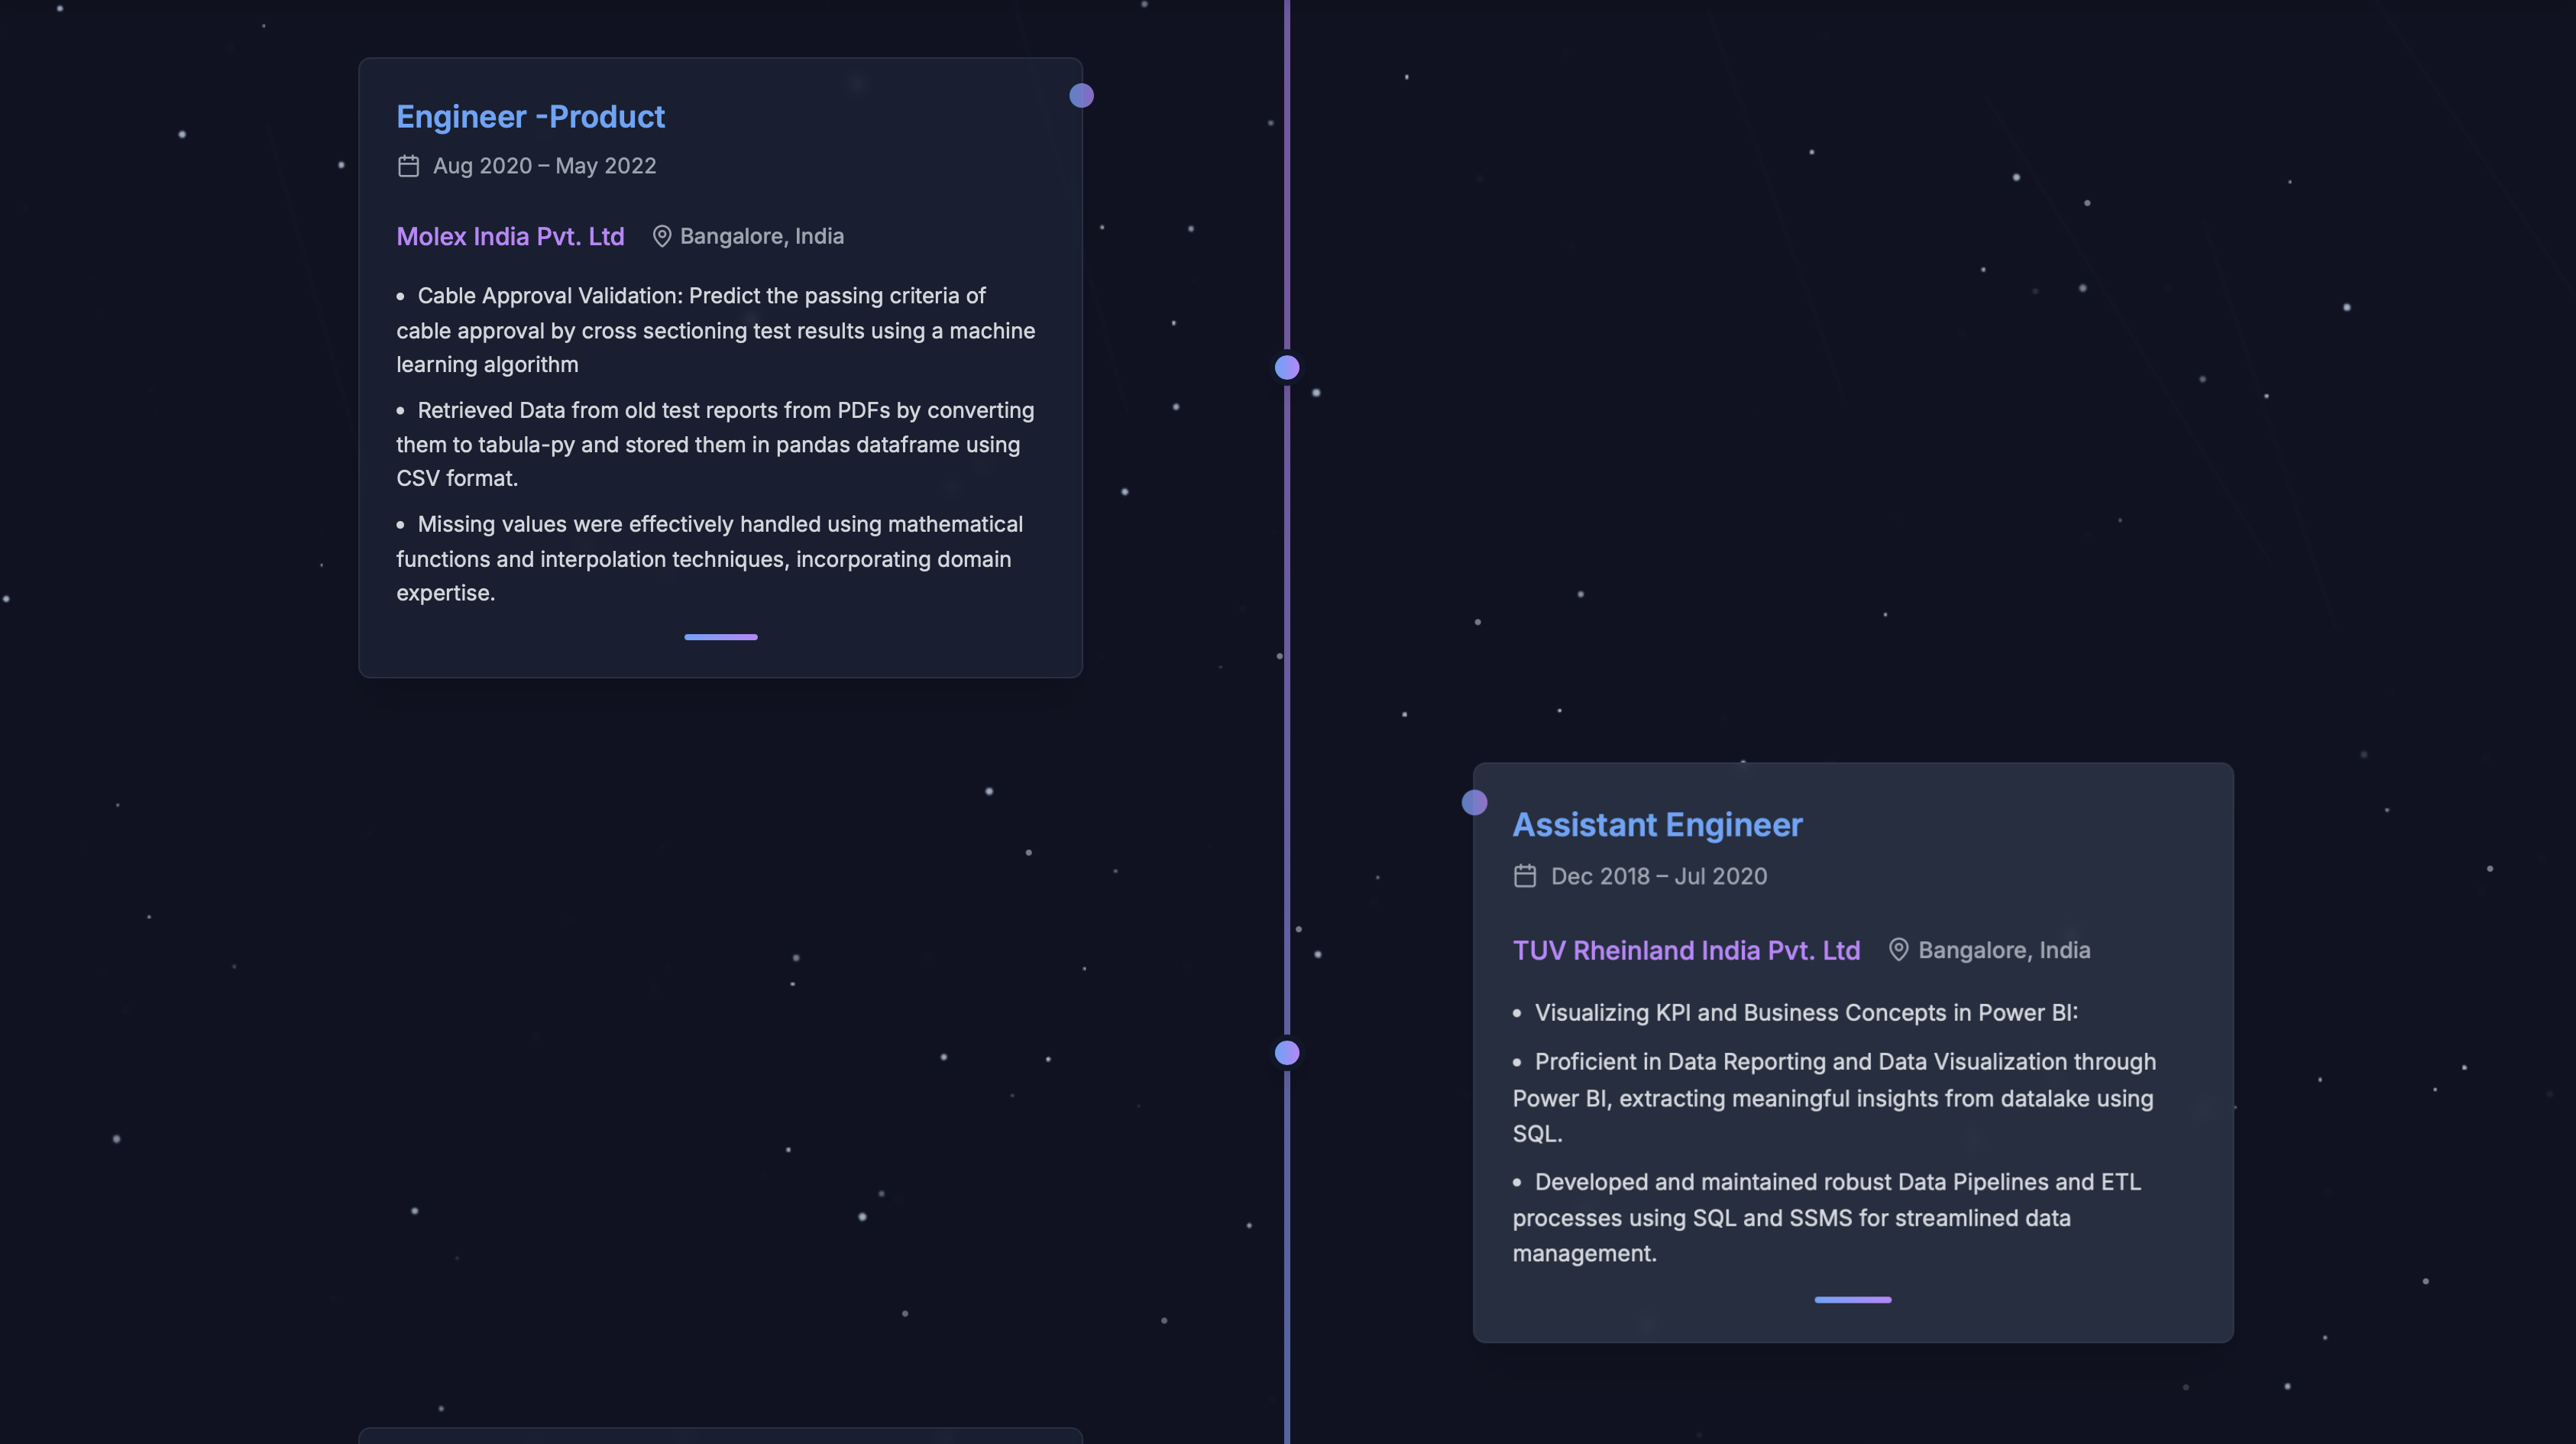 Engineer -Product
Aug 2020 – May 2022
Molex India Pvt. Ltd Bangalore, India
• Cable Approval Validation: Predict the passing criteria of
cable approval by cross sectioning test results using a machine
learning algorithm
• Retrieved Data from old test reports from PDFs by converting
them to tabula-py and stored them in pandas dataframe using
CSV format.
• Missing values were effectively handled using mathematical
functions and interpolation techniques, incorporating domain
expertise.
Assistant Engineer
Dec 2018 – Jul 2020
TUV Rheinland India Pvt. Ltd Bangalore, India
• Visualizing KPI and Business Concepts in Power BI:
• Proficient in Data Reporting and Data Visualization through
Power BI, extracting meaningful insights from datalake using
SQL.
• Developed and maintained robust Data Pipelines and ETL
processes using SQL and SSMS for streamlined data
management.